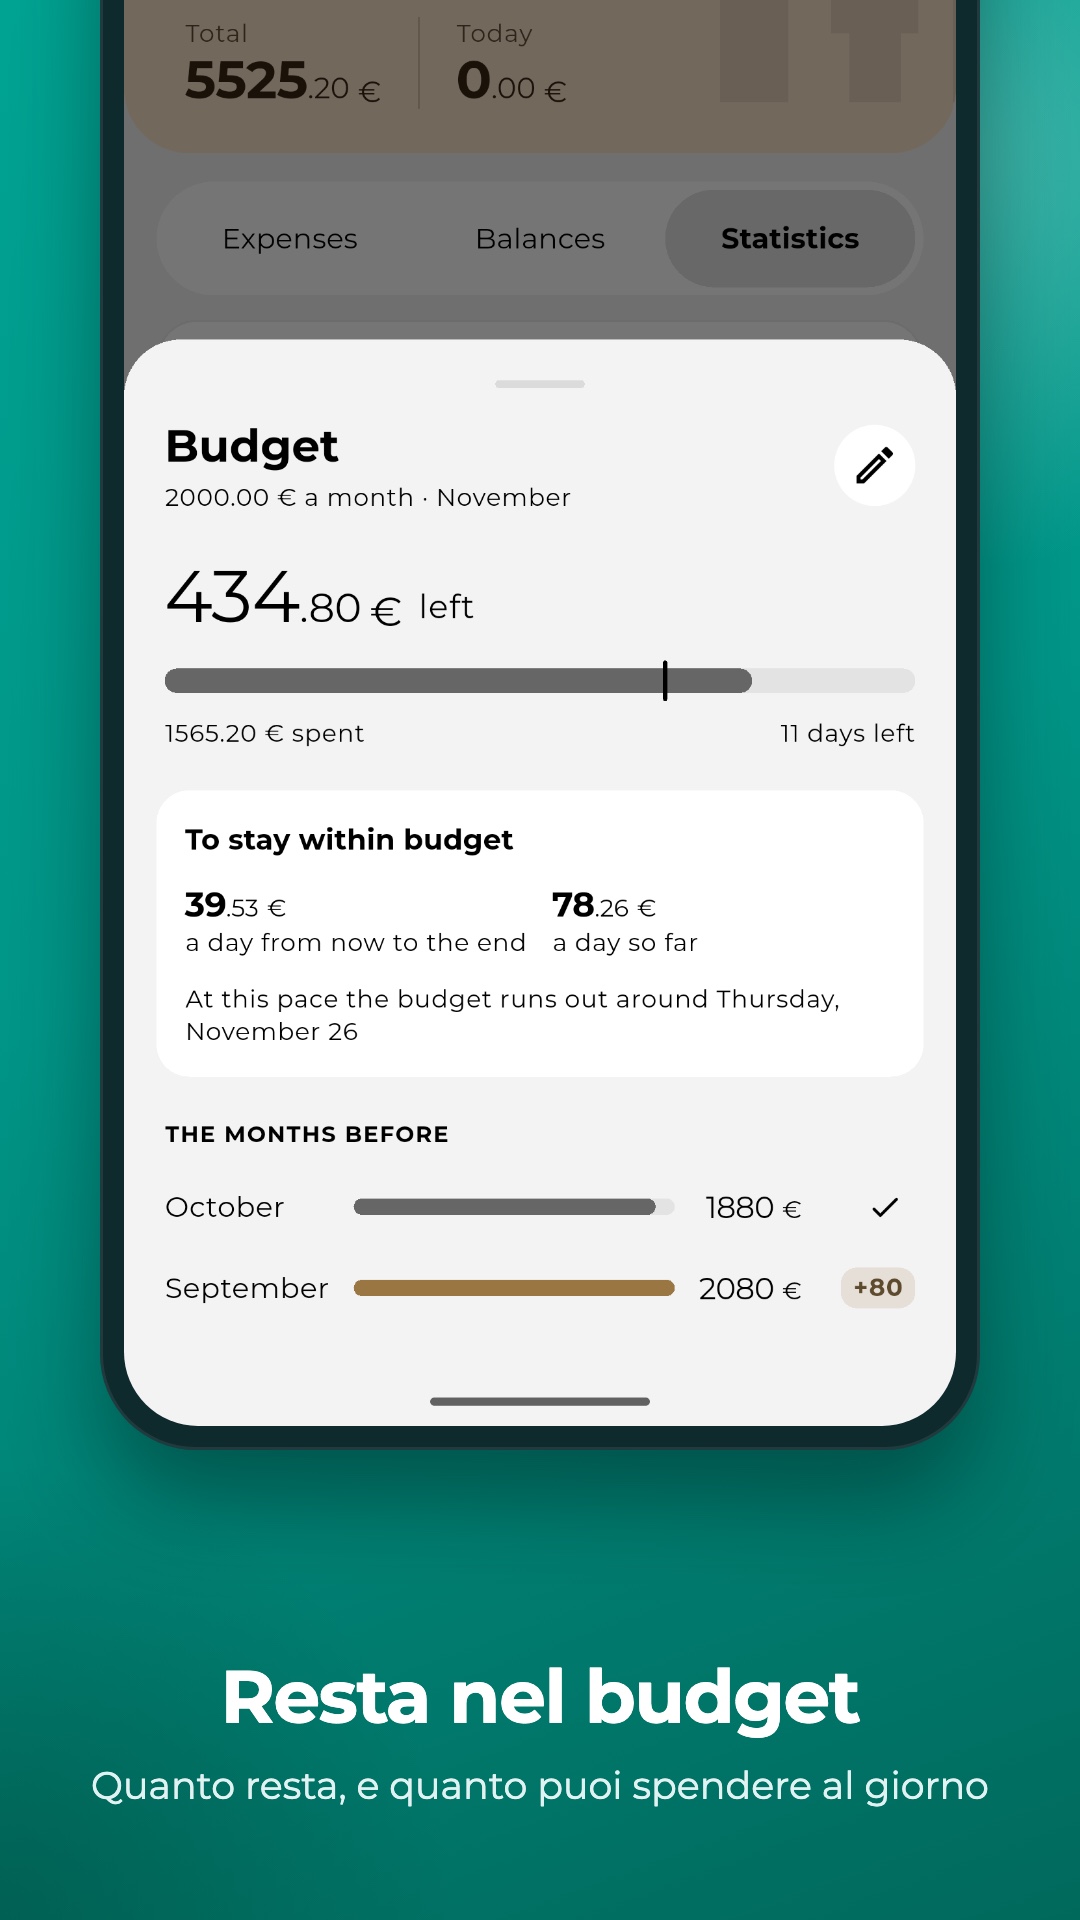 Total
Today
5525.20 €
0.00 €
Expenses
Balances
Statistics
Budget
2000.00 € a month · November
434.80 € left
1565.20 € spent
11 days left
To stay within budget
39.53 €
78.26 €
a day from now to the end
a day so far
At this pace the budget runs out around Thursday,
November 26
THE MONTHS BEFORE
October
1880 €
September
2080 €
+80
Resta nel budget
Quanto resta, e quanto puoi spendere al giorno